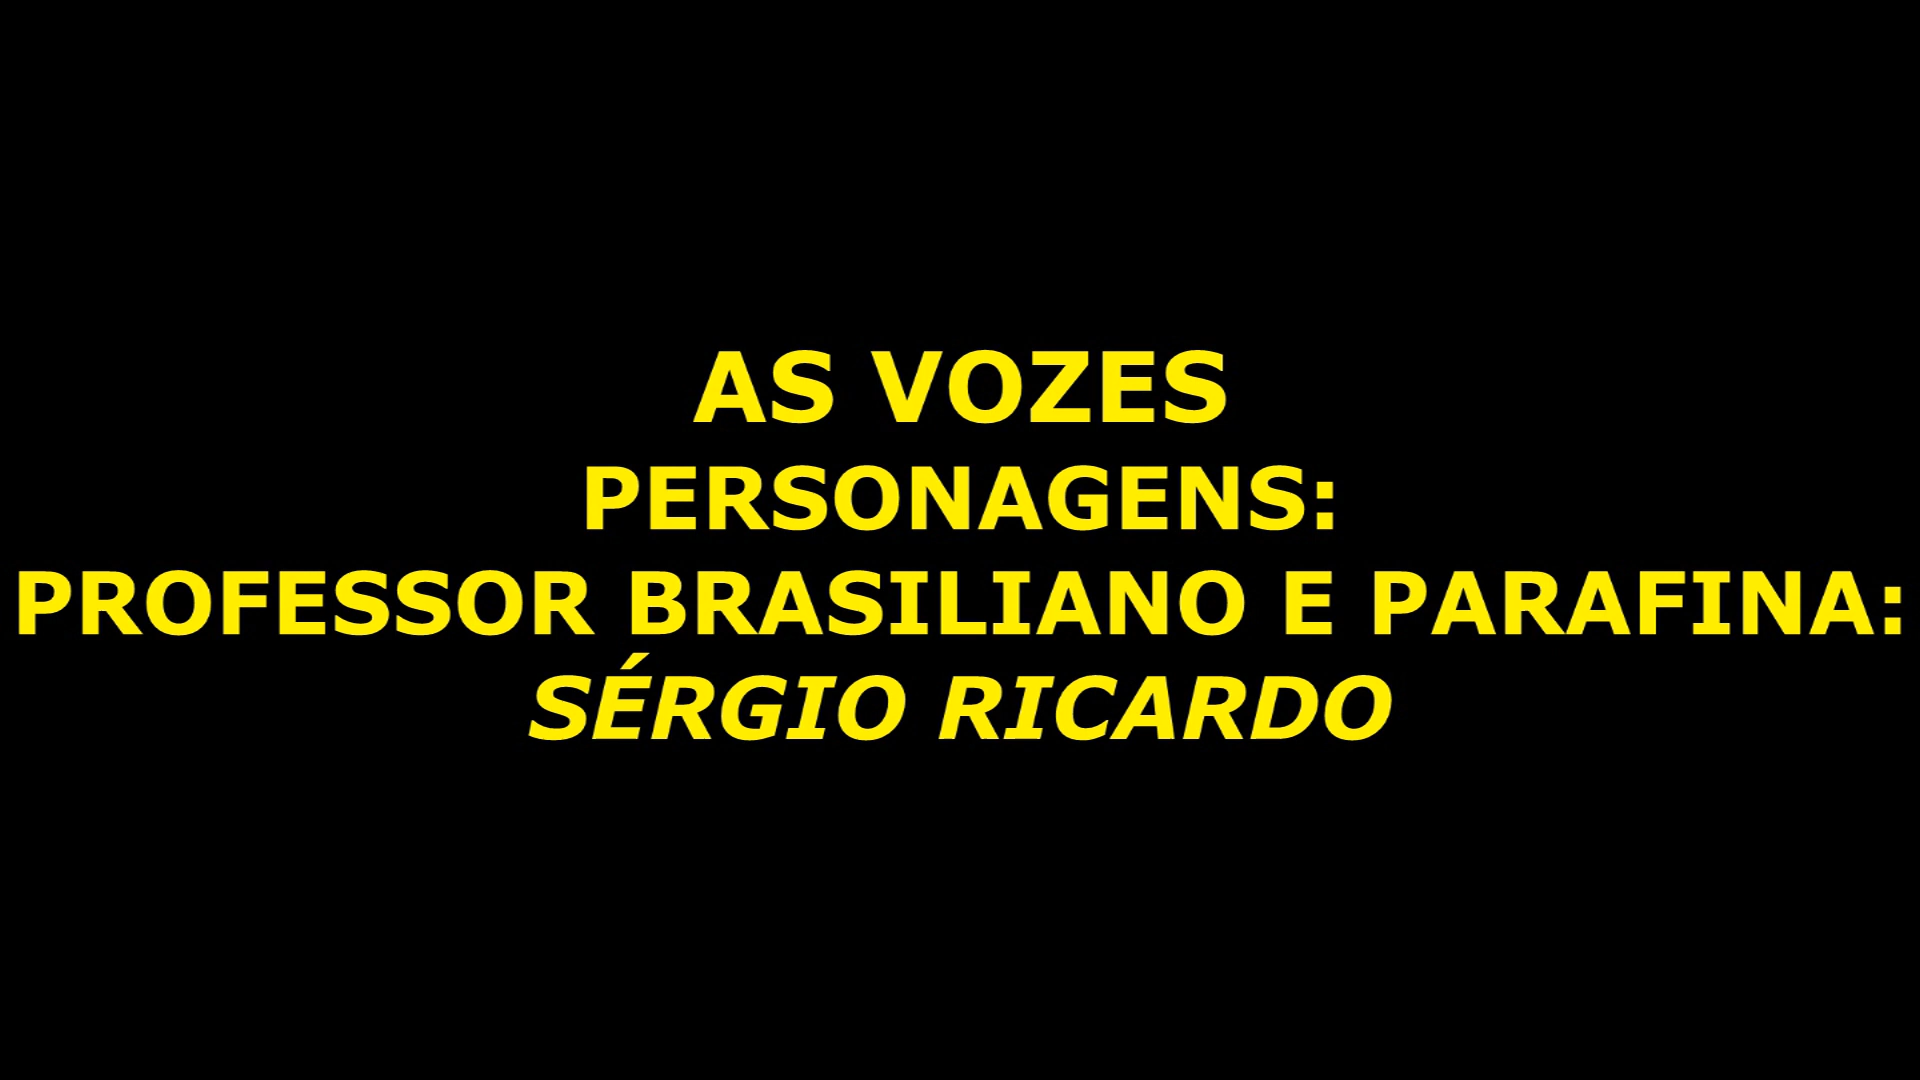 AS VOZES
PERSONAGENS:
PROFESSOR BRASILIANO E PARAFINA:
SÉRGIO RICARDO